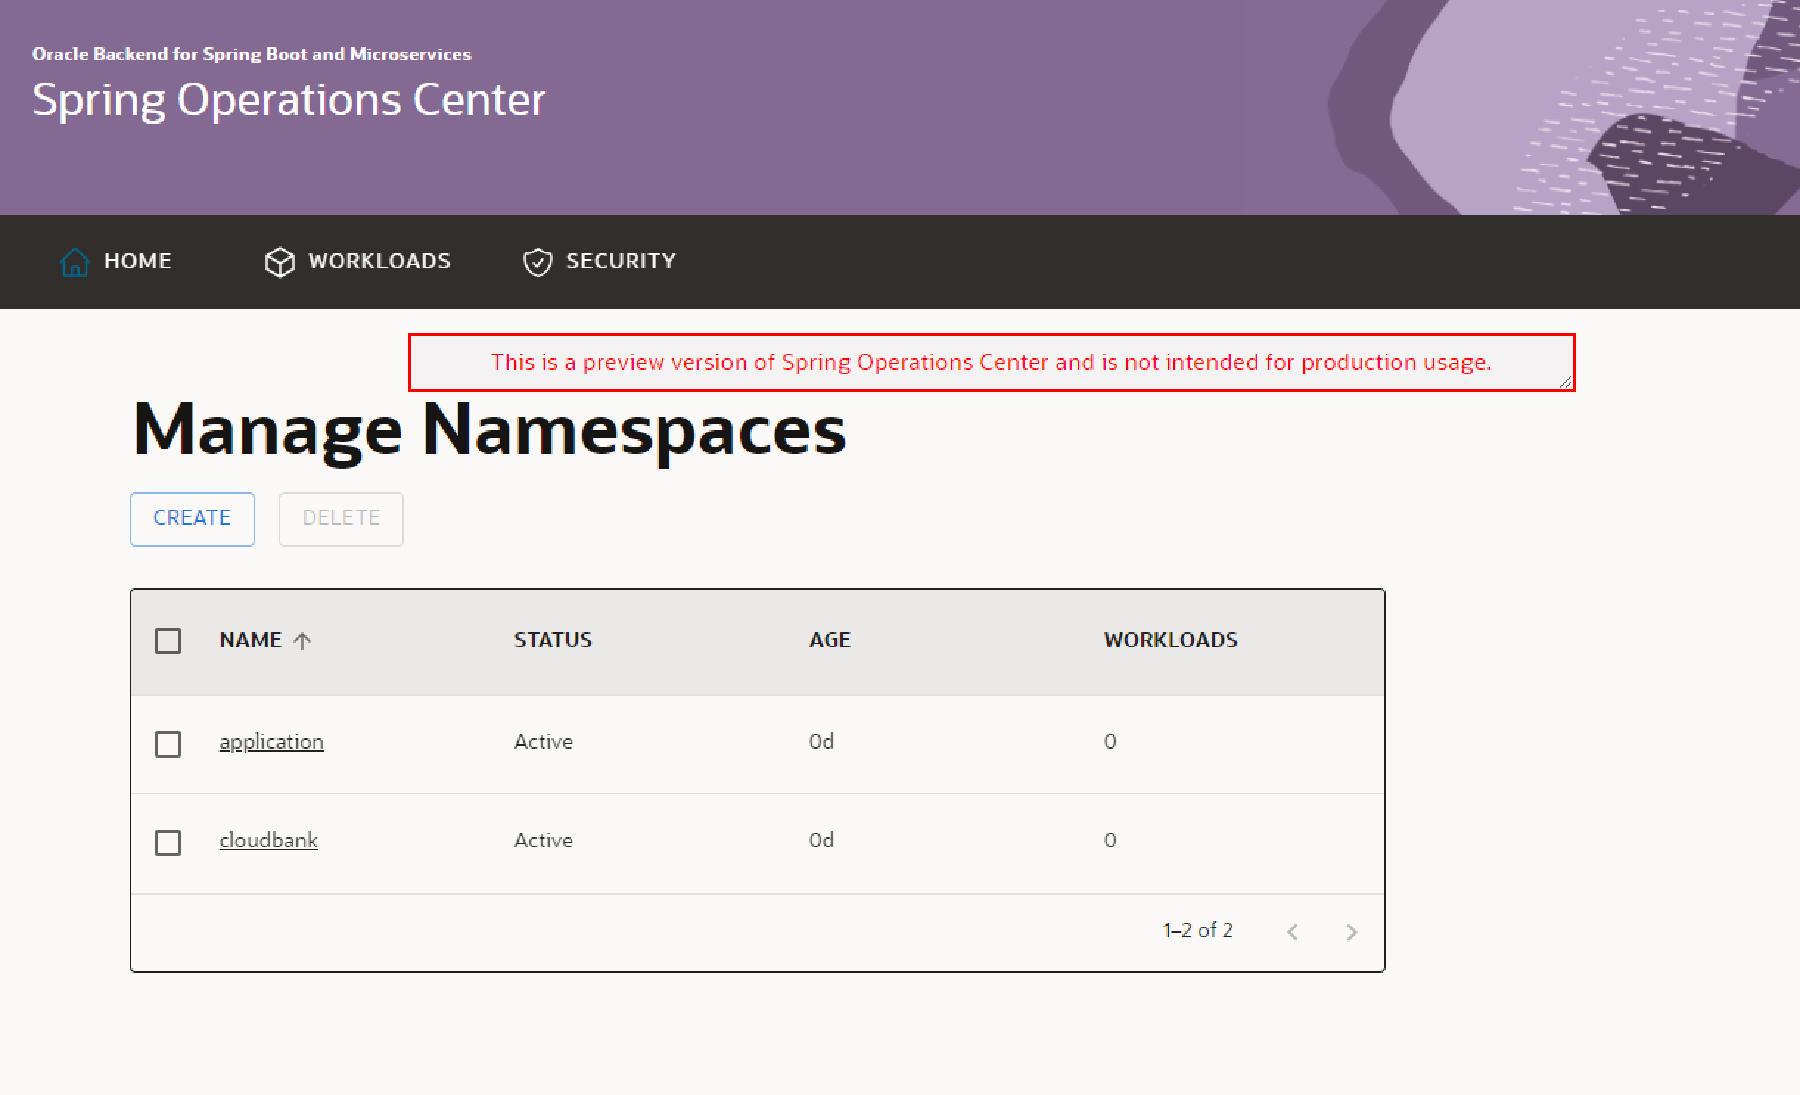 Oracle Backend for Spring Boot and Microservices
Spring Operations Center
HOME WORKLOADS SECURITY
This is a preview version of Spring Operations Center and is not intended for production usage.
Manage Namespaces
CREATE DELETE
NAME STATUS AGE WORKLOADS
application Active 0d 0
cloudbank Active 0d 0
1–2 of 2